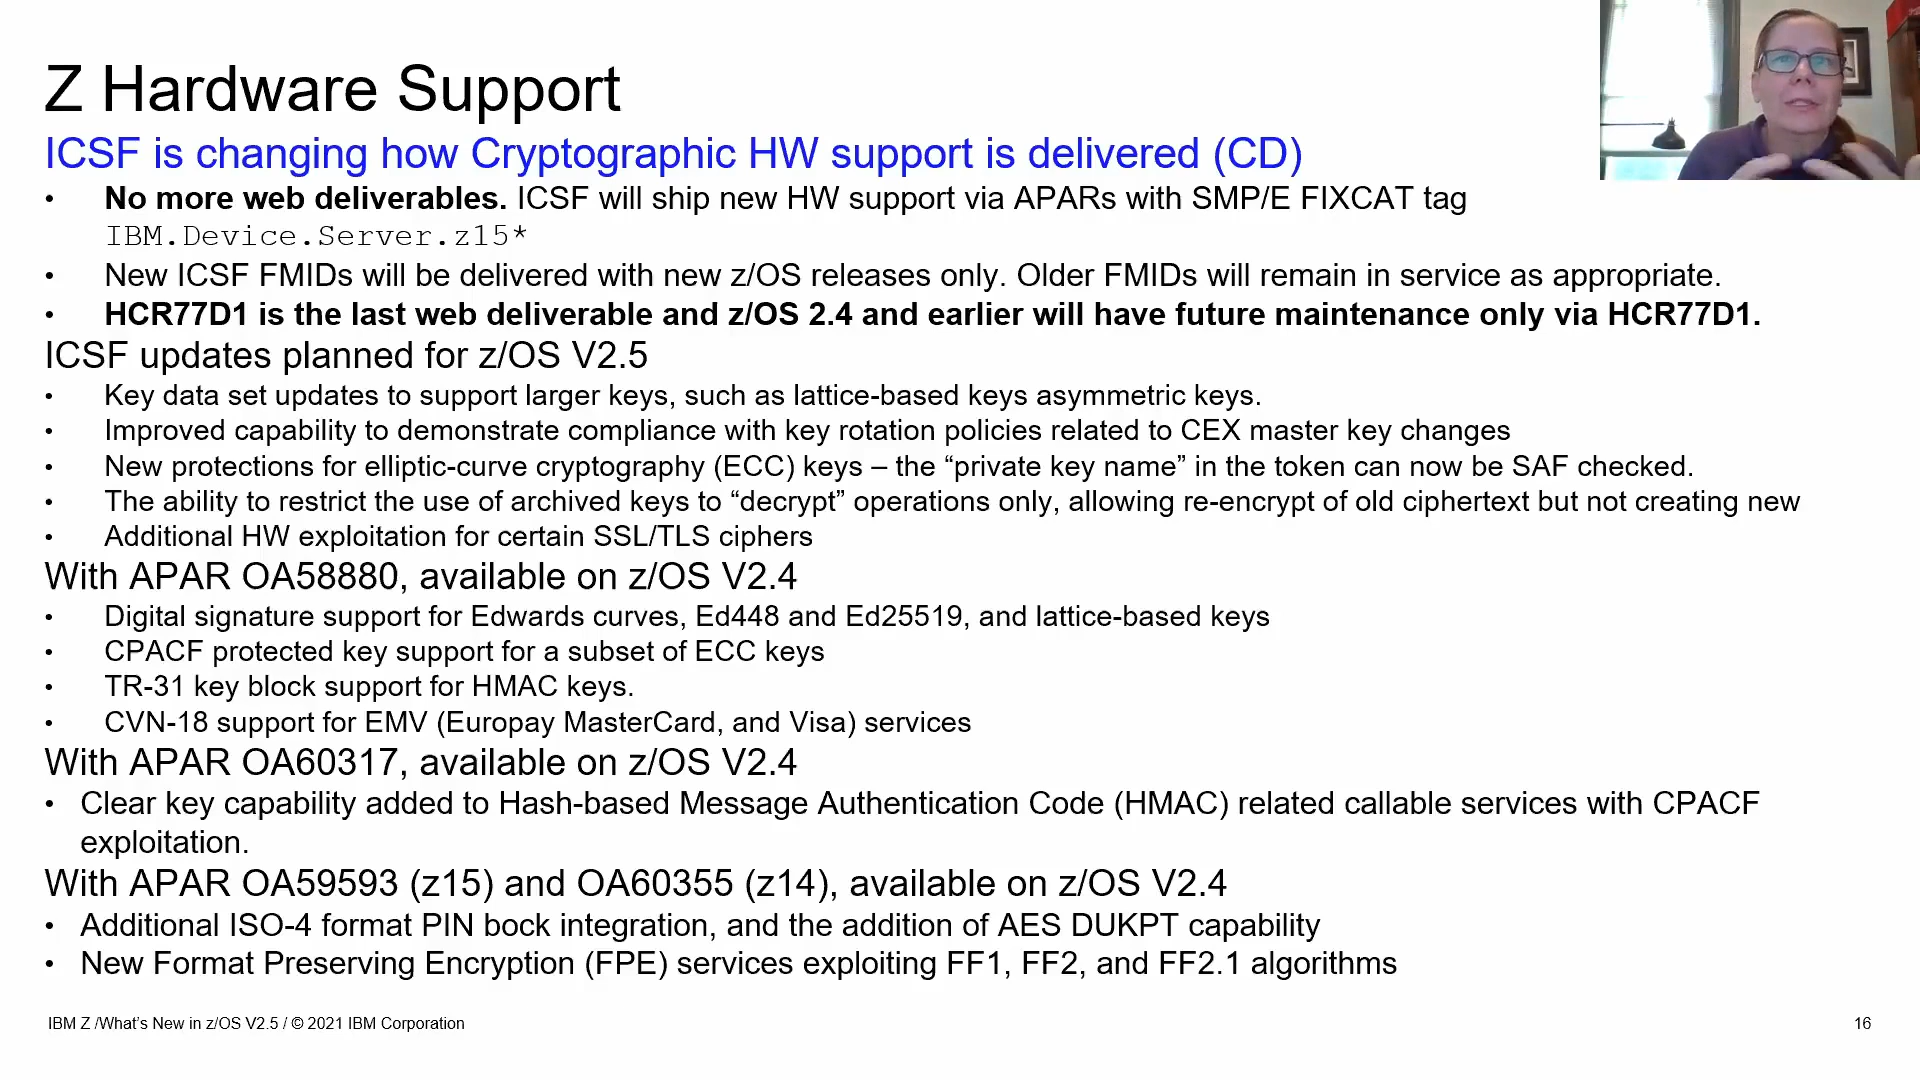 Z Hardware Support
ICSF is changing how Cryptographic HW support is delivered (CD)
• No more web deliverables. ICSF will ship new HW support via APARs with SMP/E FIXCAT tag
IBM.Device.Server.z15*
• New ICSF FMIDs will be delivered with new z/OS releases only. Older FMIDs will remain in service as appropriate.
• HCR77D1 is the last web deliverable and z/OS 2.4 and earlier will have future maintenance only via HCR77D1.
ICSF updates planned for z/OS V2.5
• Key data set updates to support larger keys, such as lattice-based keys asymmetric keys.
• Improved capability to demonstrate compliance with key rotation policies related to CEX master key changes
• New protections for elliptic-curve cryptography (ECC) keys – the “private key name” in the token can now be SAF checked.
• The ability to restrict the use of archived keys to “decrypt” operations only, allowing re-encrypt of old ciphertext but not creating new
• Additional HW exploitation for certain SSL/TLS ciphers
With APAR OA58880, available on z/OS V2.4
• Digital signature support for Edwards curves, Ed448 and Ed25519, and lattice-based keys
• CPACF protected key support for a subset of ECC keys
• TR-31 key block support for HMAC keys.
• CVN-18 support for EMV (Europay MasterCard, and Visa) services
With APAR OA60317, available on z/OS V2.4
• Clear key capability added to Hash-based Message Authentication Code (HMAC) related callable services with CPACF
exploitation.
With APAR OA59593 (z15) and OA60355 (z14), available on z/OS V2.4
• Additional ISO-4 format PIN bock integration, and the addition of AES DUKPT capability
• New Format Preserving Encryption (FPE) services exploiting FF1, FF2, and FF2.1 algorithms
IBM Z /What’s New in z/OS V2.5 / © 2021 IBM Corporation
16